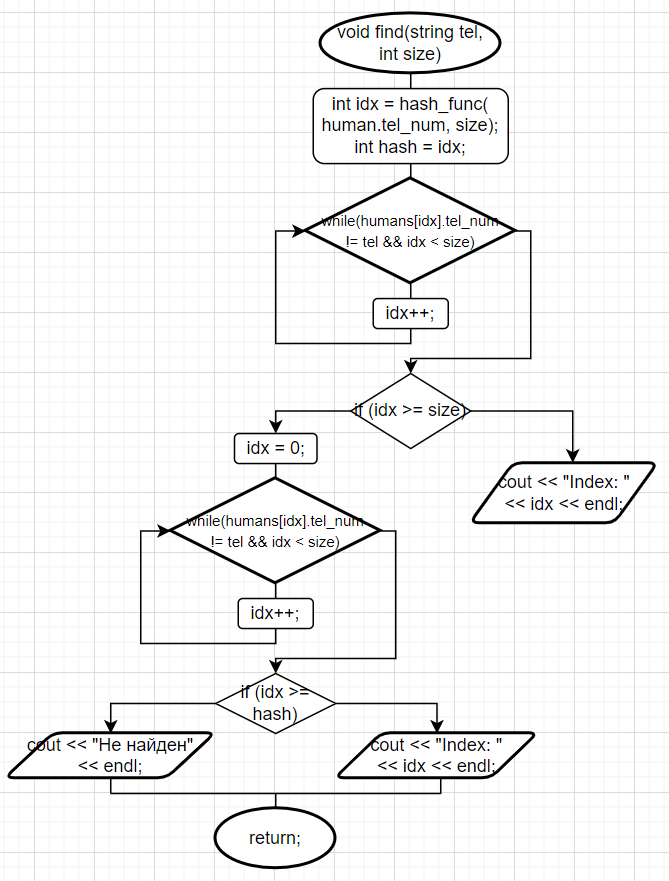 void find(string tel,
int size)
int idx = hash_func(
human.tel_num, size);
int hash = idx;
while(humans[idx].tel_num
!= tel && idx < size)
idx++;
if (idx >= size)
idx = 0;
cout << "Index: "
<< idx << endl;
while(humans[idx].tel_num
!= tel && idx < size)
idx++;
if (idx >=
hash)
cout << "Не найден"
<< endl;
cout << "Index: "
<< idx << endl;
return;